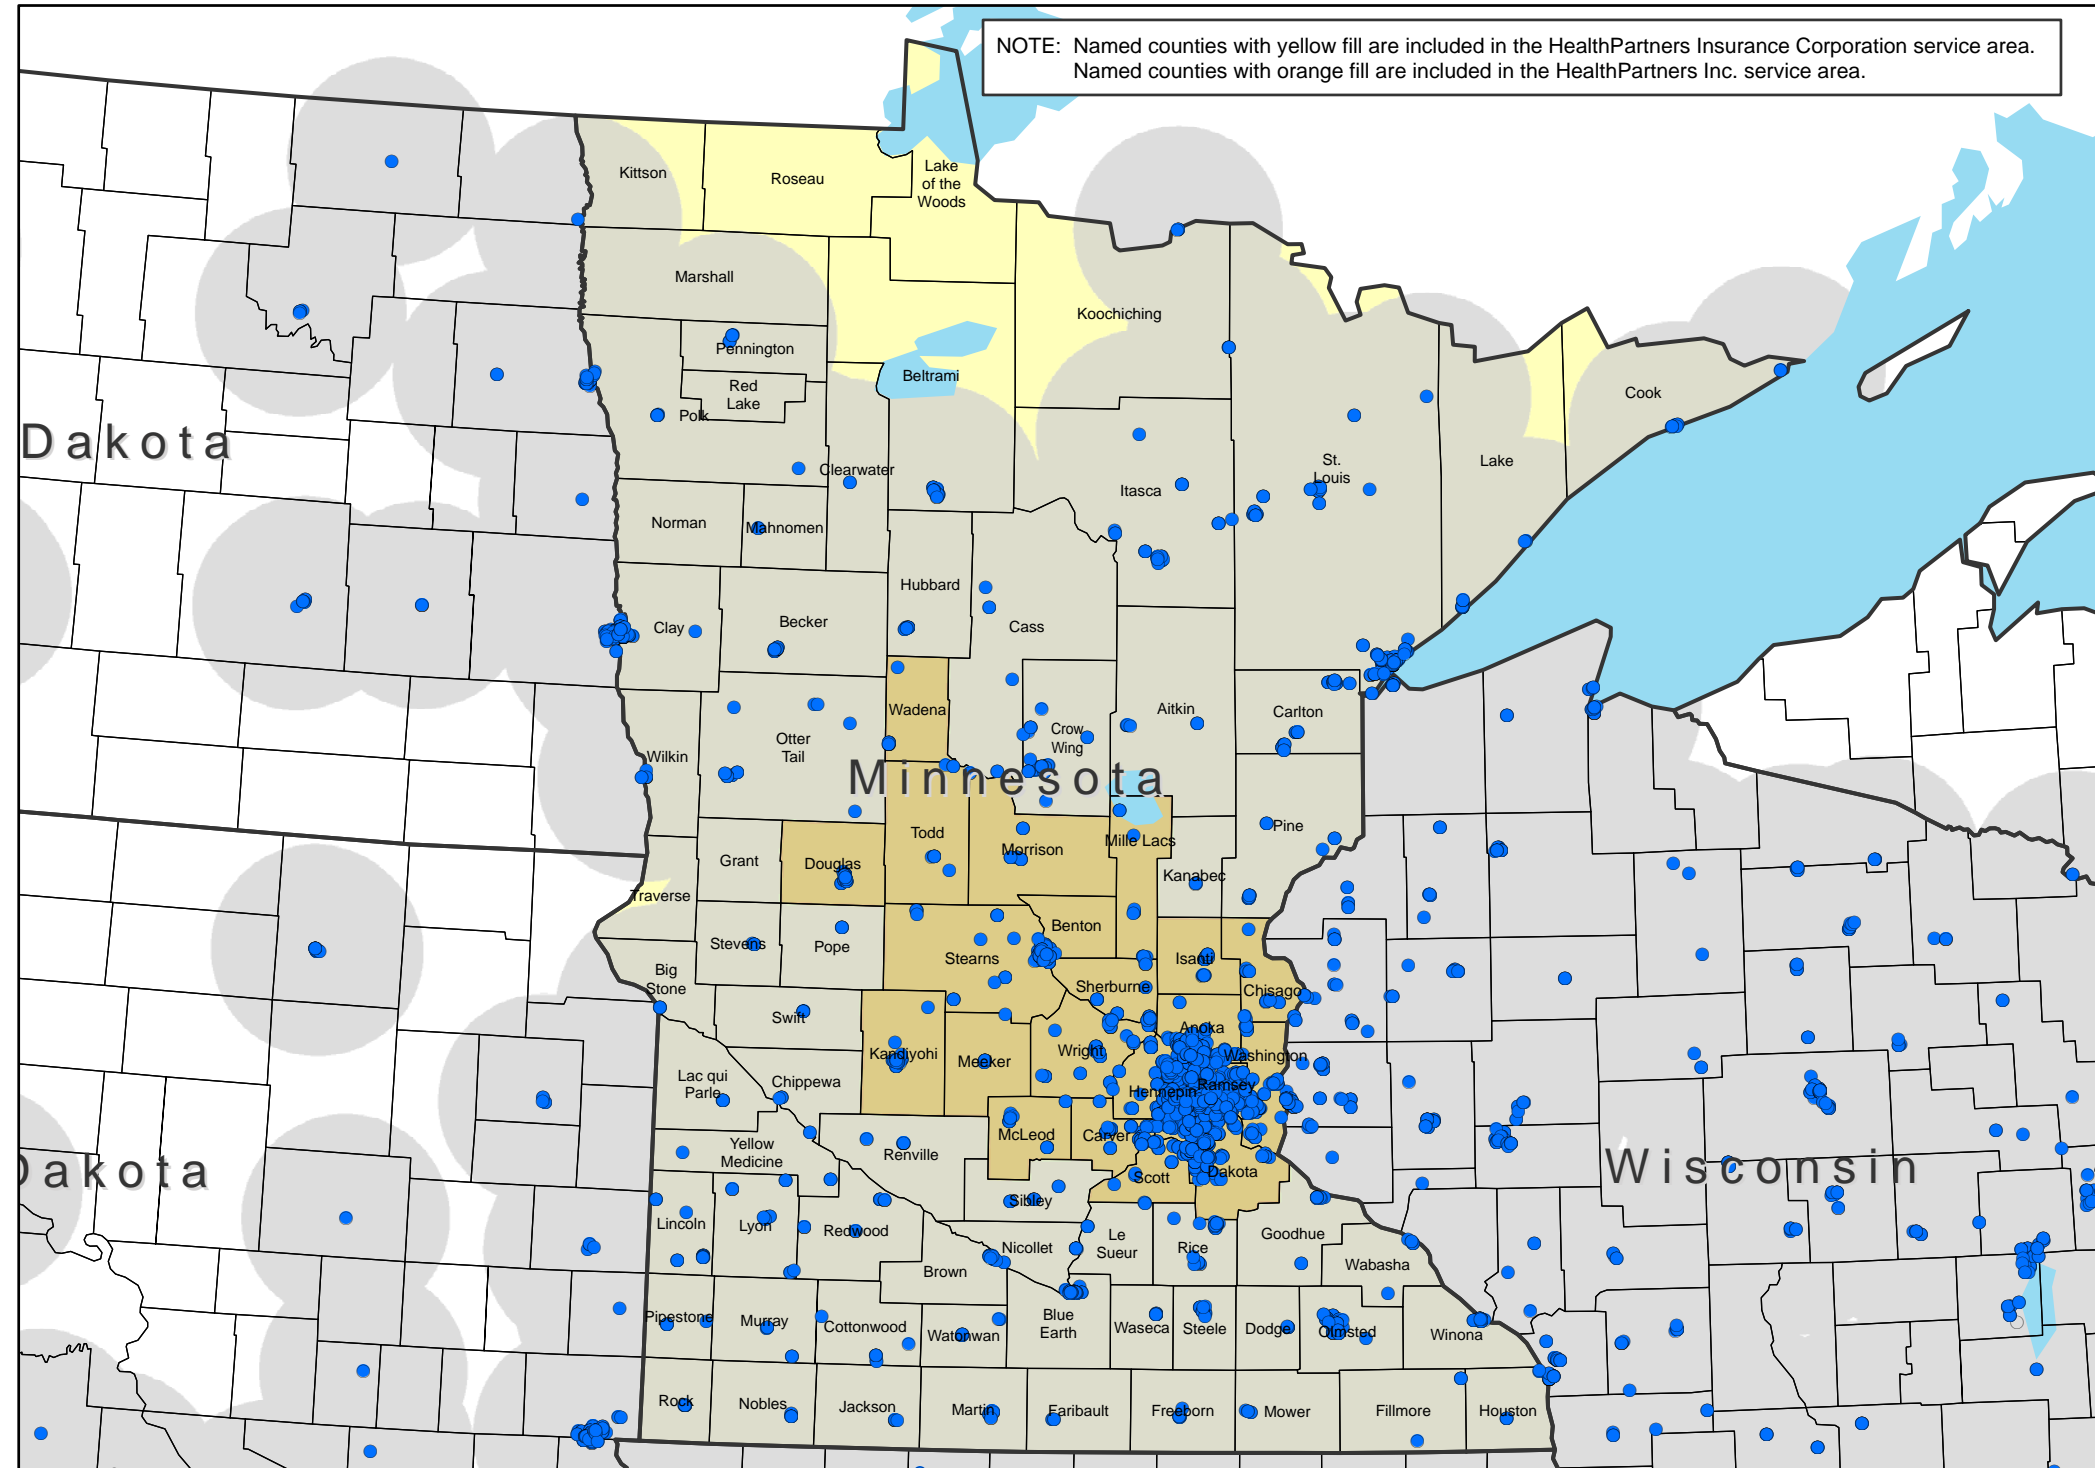 NOTE: Named counties with yellow fill are included in the HealthPartners Insurance Corporation service area.
Named counties with orange fill are included in the HealthPartners Inc. service area.
Kittson
Roseau
Lake
of the
Woods
Marshall
Koochiching
Pennington
Beltrami
Red
Lake
Polk
Cook
Dakota
Clearwater
St.
Louis
Lake
Itasca
Norman
Mahnomen
Hubbard
Clay
Becker
Cass
Wadena
Aitkin
Carlton
Otter
Tail
Crow
Wing
Wilkin
Minnesota
Todd
Morrison
Mille Lacs
Pine
Grant
Douglas
Kanabec
Traverse
Benton
Stevens
Pope
Stearns
Isanti
Big
Stone
Sherburne
Chisago
Swift
Anoka
Kandiyohi
Meeker
Wright
Washington
Lac qui
Parle
Chippewa
Hennepin
Ramsey
McLeod
Carver
Yellow
Medicine
Renville
Dakota
Wisconsin
Scott
Dakota
Sibley
Lincoln
Lyon
Redwood
Nicollet
Le
Sueur
Rice
Goodhue
Brown
Wabasha
Pipestone
Murray
Cottonwood
Watonwan
Blue
Earth
Waseca
Steele
Dodge
Olmsted
Winona
Rock
Nobles
Jackson
Martin
Faribault
Freeborn
Mower
Fillmore
Houston